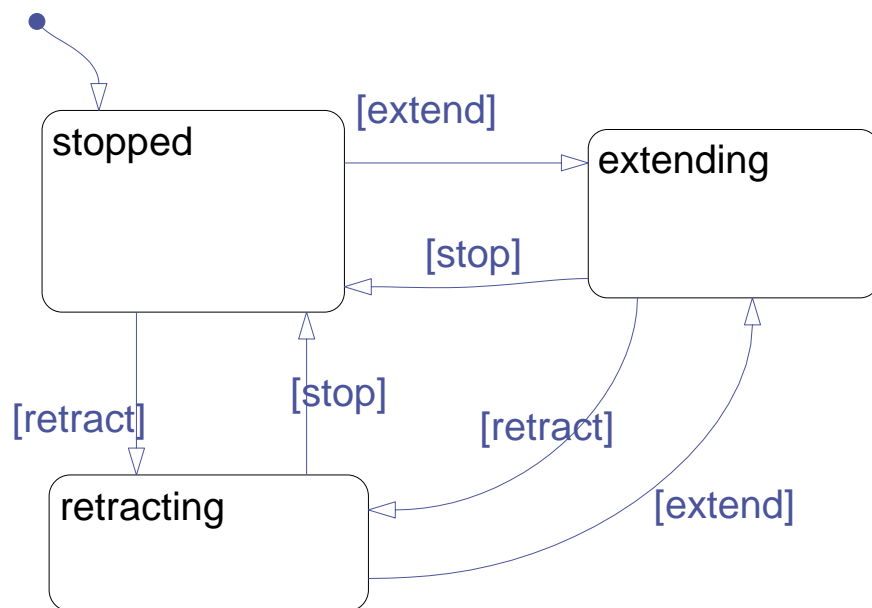 [extend]
stopped
extending
[stop]
[stop]
[retract]
[retract]
retracting
[extend]